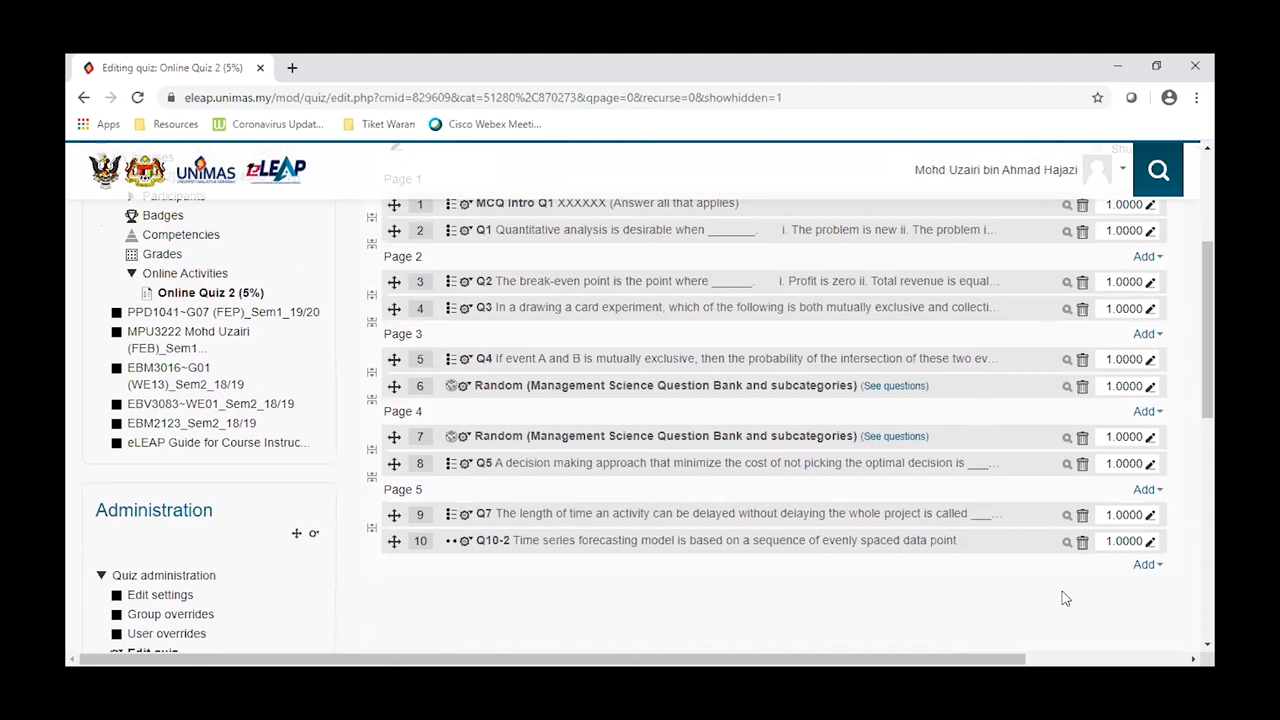 Editing quiz: Online Quiz 2 (5%)
eleap.unimas.my/mod/quiz/edit.php?cmid=829609&cat=51280%2C870273&qpage=0&recurse=0&showhidden=1
Apps Resources Coronavirus Updat... Tiket Waran Cisco Webex Meeti...
UNIMAS eLEAP Mohd Uzairi bin Ahmad Hajazi
Participants
Badges
Competencies
Grades
Online Activities
Online Quiz 2 (5%)
PPD1041~G07 (FEP)_Sem1_19/20
MPU3222 Mohd Uzairi
(FEB)_Sem1...
EBM3016~G01
(WE13)_Sem2_18/19
EBV3083~WE01_Sem2_18/19
EBM2123_Sem2_18/19
eLEAP Guide for Course Instruc...
Administration
Quiz administration
Edit settings
Group overrides
User overrides
Edit quiz
Page 1
1 MCQ Intro Q1 XXXXXX (Answer all that applies) 1.0000
2 Q1 Quantitative analysis is desirable when _______. i. The problem is new ii. The problem i... 1.0000
Page 2 Add
3 Q2 The break-even point is the point where ______. i. Profit is zero ii. Total revenue is equal... 1.0000
4 Q3 In a drawing a card experiment, which of the following is both mutually exclusive and collecti... 1.0000
Page 3 Add
5 Q4 If event A and B is mutually exclusive, then the probability of the intersection of these two ev... 1.0000
6 Random (Management Science Question Bank and subcategories) (See questions) 1.0000
Page 4 Add
7 Random (Management Science Question Bank and subcategories) (See questions) 1.0000
8 Q5 A decision making approach that minimize the cost of not picking the optimal decision is ___... 1.0000
Page 5 Add
9 Q7 The length of time an activity can be delayed without delaying the whole project is called ____... 1.0000
10 Q10-2 Time series forecasting model is based on a sequence of evenly spaced data point 1.0000
Add